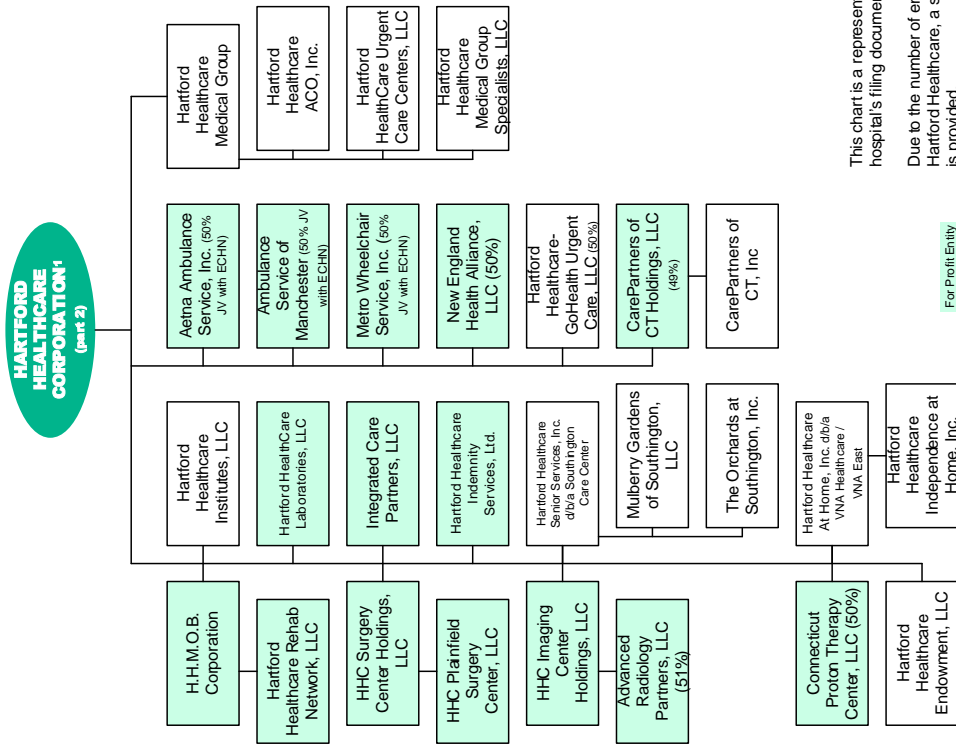 HARTFORD
HEALTHCARE
CORPORATION¹
(part 2)
H.H.M.O.B.
Corporation
Hartford
Healthcare Rehab
Network, LLC
HHC Surgery
Center Holdings,
LLC
HHC Plainfield
Surgery
Center, LLC
HHC Imaging
Center
Holdings, LLC
Advanced
Radiology
Partners, LLC
(51%)
Connecticut
Proton Therapy
Center, LLC (50%)
Hartford
Healthcare
Endowment, LLC
Hartford
Healthcare
Institutes, LLC
Hartford HealthCare
Laboratories, LLC
Integrated Care
Partners, LLC
Hartford Healthcare
Indemnity
Services, Ltd.
Hartford Healthcare
Senior Services, Inc.
d/b/a Southington
Care Center
Mulberry Gardens
of Southington,
LLC
The Orchards at
Southington, Inc.
Hartford Healthcare
At Home, Inc. d/b/a
VNA Healthcare /
VNA East
Hartford
Healthcare
Independence at
Home, Inc.
Aetna Ambulance
Service, Inc. (50%
JV with ECHN)
Ambulance
Service of
Manchester (50% JV
with ECHN)
Metro Wheelchair
Service, Inc. (50%
JV with ECHN)
New England
Health Alliance,
LLC (50%)
Hartford
Healthcare-
GoHealth Urgent
Care, LLC (50%)
CarePartners of
CT Holdings, LLC
(49%)
CarePartners of
CT, Inc
Hartford
Healthcare
Medical Group
Hartford
Healthcare
ACO, Inc.
Hartford
HealthCare Urgent
Care Centers, LLC
Hartford
Healthcare
Medical Group
Specialists, LLC
For Profit Entity
This chart is a represent
hospital's filing document
Due to the number of en
Hartford Healthcare, a s
is provided